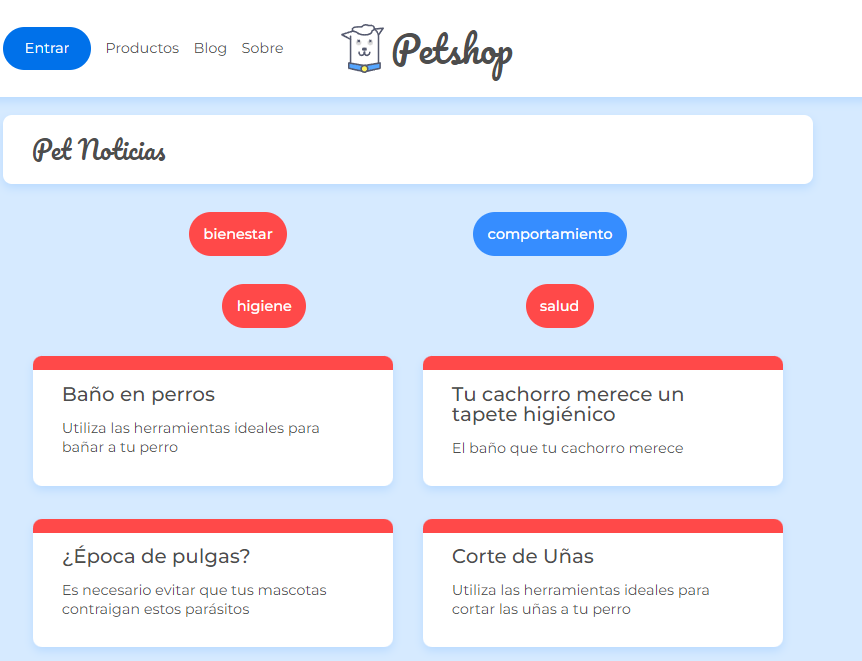 Entrar Productos Blog Sobre Petshop
Pet Noticias
bienestar comportamiento
higiene salud
Baño en perros
Utiliza las herramientas ideales para
bañar a tu perro
Tu cachorro merece un
tapete higiénico
El baño que tu cachorro merece
¿Época de pulgas?
Es necesario evitar que tus mascotas
contraigan estos parásitos
Corte de Uñas
Utiliza las herramientas ideales para
cortar las uñas a tu perro